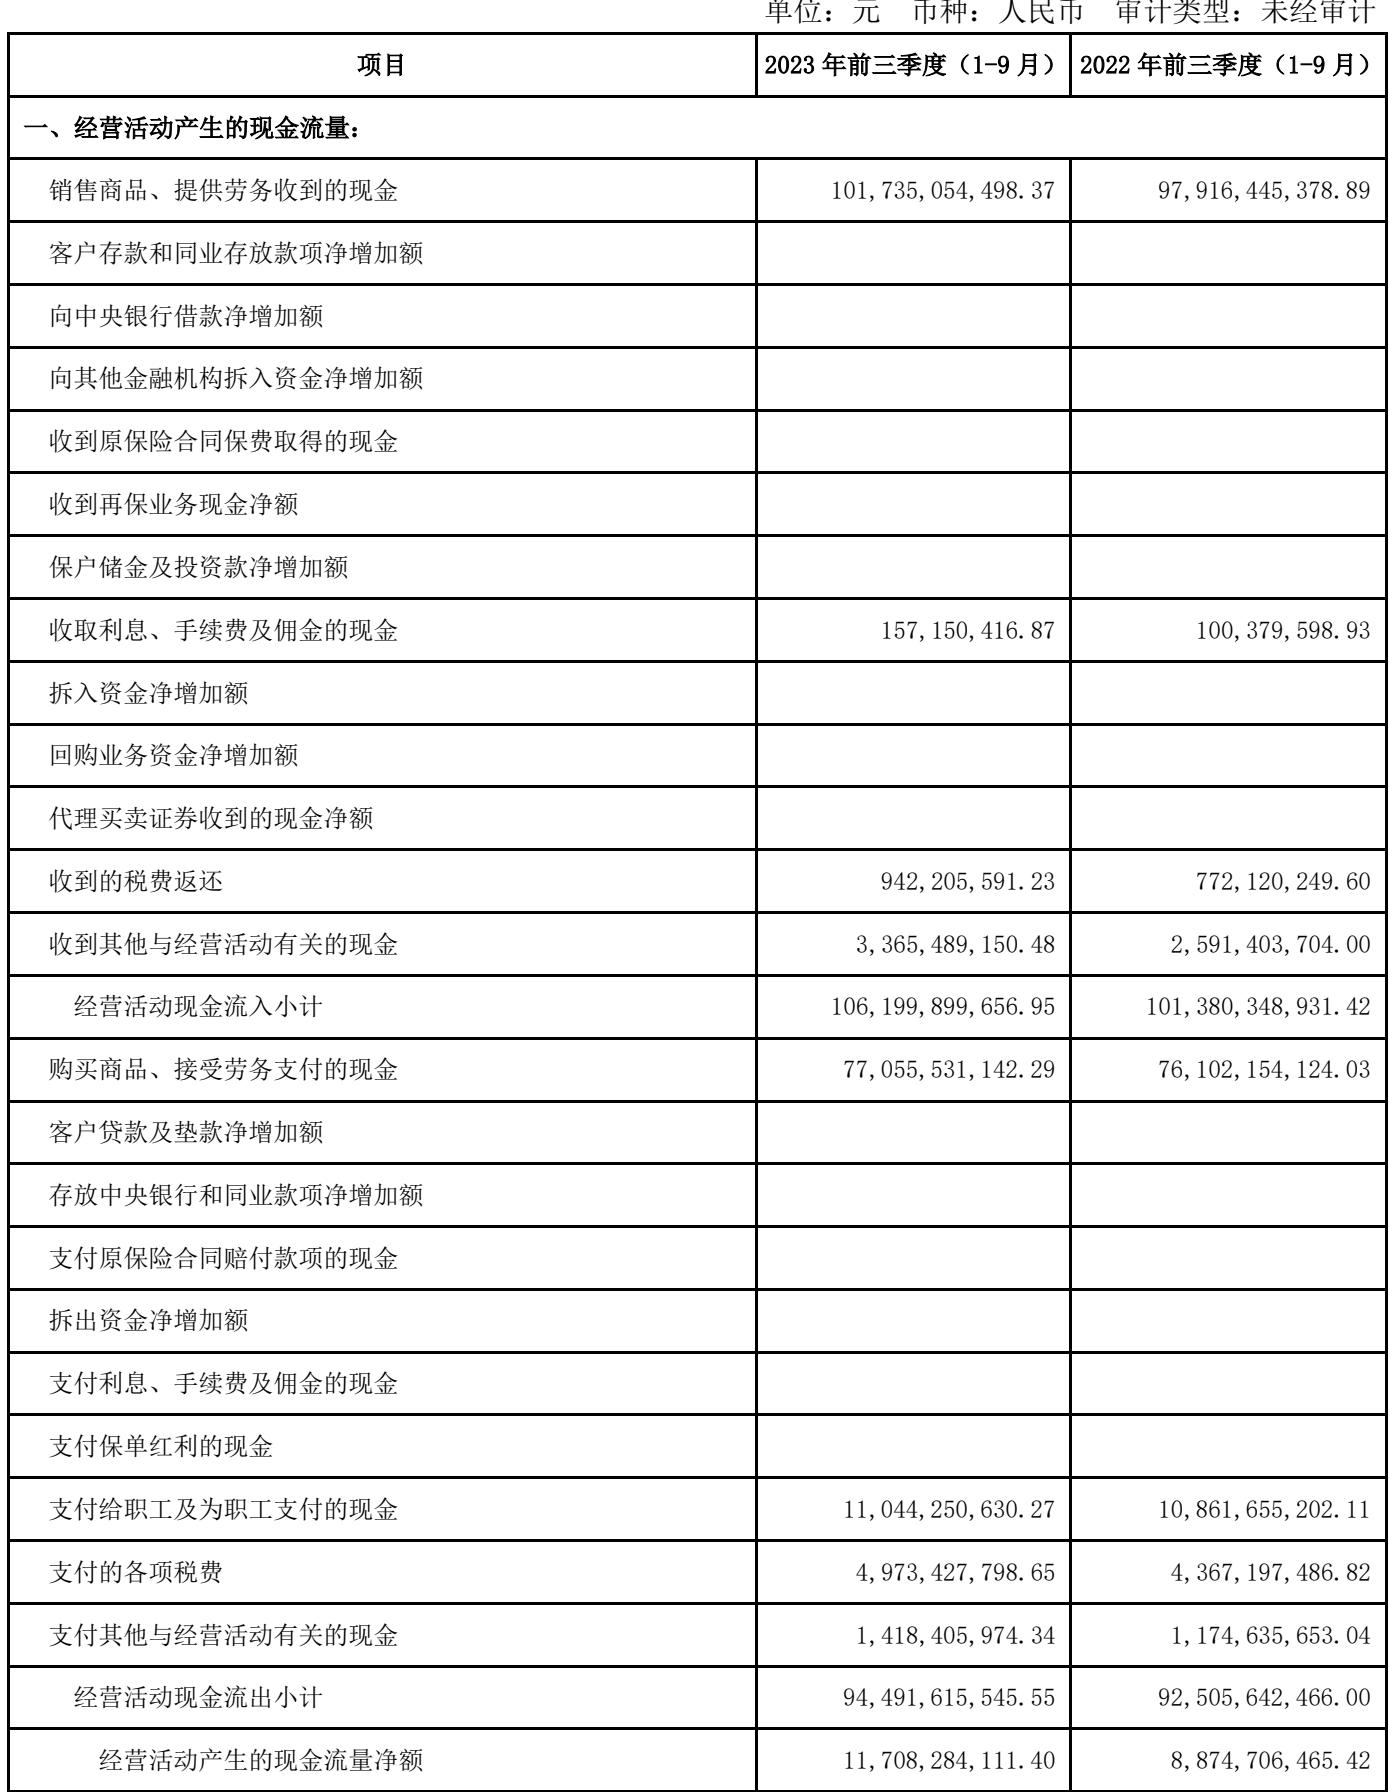 单位：元 币种：人民币 审计类型：未经审计
项目 2023 年前三季度（1-9 月） 2022 年前三季度（1-9 月）
一、经营活动产生的现金流量：
销售商品、提供劳务收到的现金 101,735,054,498.37 97,916,445,378.89
客户存款和同业存放款项净增加额
向中央银行借款净增加额
向其他金融机构拆入资金净增加额
收到原保险合同保费取得的现金
收到再保业务现金净额
保户储金及投资款净增加额
收取利息、手续费及佣金的现金 157,150,416.87 100,379,598.93
拆入资金净增加额
回购业务资金净增加额
代理买卖证券收到的现金净额
收到的税费返还 942,205,591.23 772,120,249.60
收到其他与经营活动有关的现金 3,365,489,150.48 2,591,403,704.00
经营活动现金流入小计 106,199,899,656.95 101,380,348,931.42
购买商品、接受劳务支付的现金 77,055,531,142.29 76,102,154,124.03
客户贷款及垫款净增加额
存放中央银行和同业款项净增加额
支付原保险合同赔付款项的现金
拆出资金净增加额
支付利息、手续费及佣金的现金
支付保单红利的现金
支付给职工及为职工支付的现金 11,044,250,630.27 10,861,655,202.11
支付的各项税费 4,973,427,798.65 4,367,197,486.82
支付其他与经营活动有关的现金 1,418,405,974.34 1,174,635,653.04
经营活动现金流出小计 94,491,615,545.55 92,505,642,466.00
经营活动产生的现金流量净额 11,708,284,111.40 8,874,706,465.42